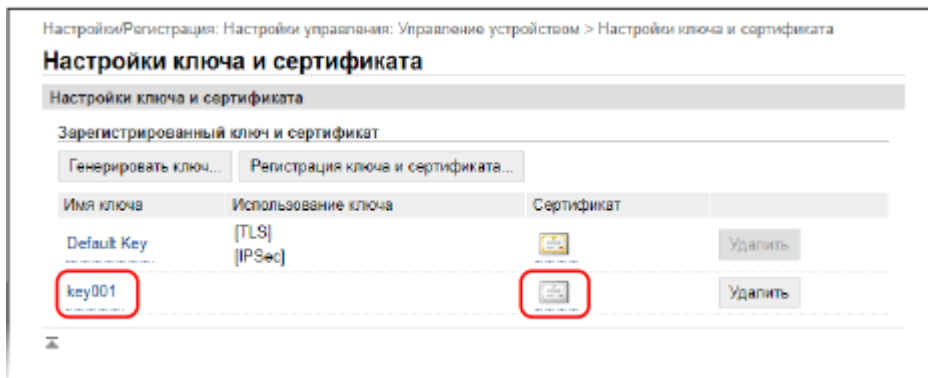 Настройки/Регистрация: Настройки управления: Управление устройством > Настройки ключа и сертификата
Настройки ключа и сертификата
Настройки ключа и сертификата
Зарегистрированный ключ и сертификат
Генерировать ключ... Регистрация ключа и сертификата...
Имя ключа Использование ключа Сертификат
Default Key [TLS] Удалить
[IPSec]
key001 Удалить